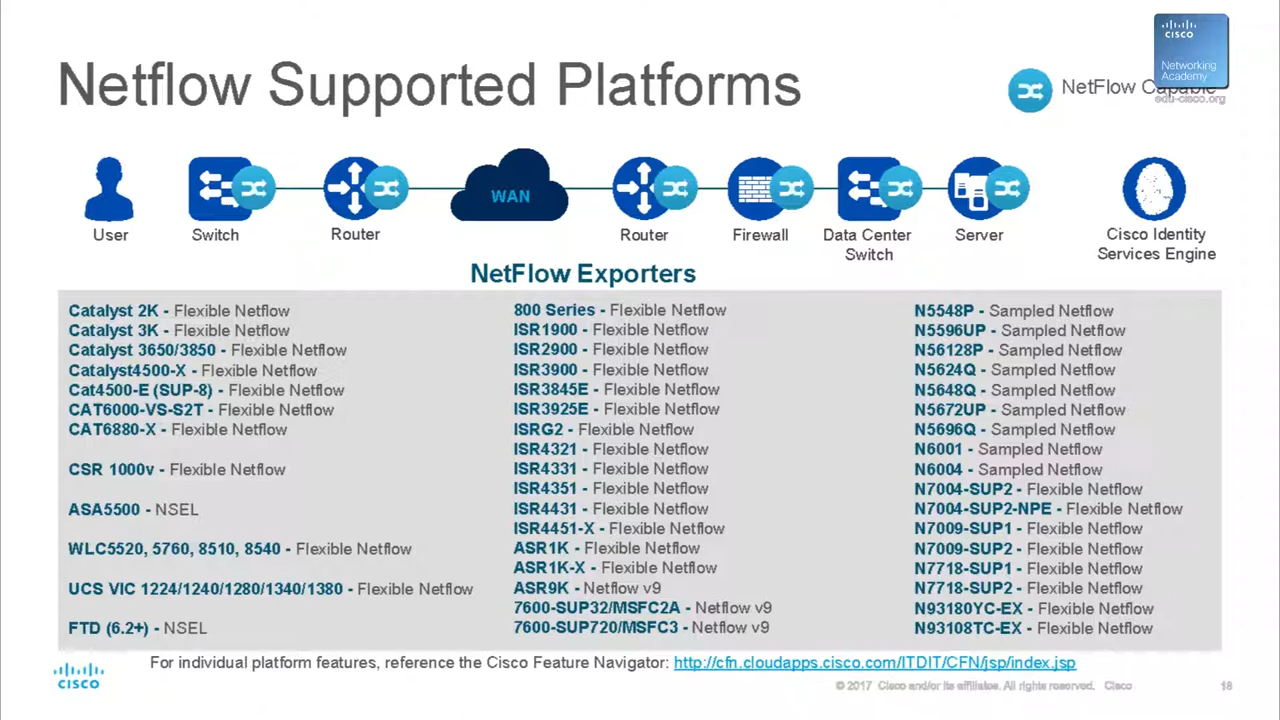 CISCO
Networking
Academy
edu-cisco.org
Netflow Supported Platforms
NetFlow Capable
WAN
User
Switch
Router
Router
Firewall
Data Center
Switch
Server
Cisco Identity
Services Engine
NetFlow Exporters
Catalyst 2K - Flexible Netflow
Catalyst 3K - Flexible Netflow
Catalyst 3650/3850 - Flexible Netflow
Catalyst4500-X - Flexible Netflow
Cat4500-E (SUP-8) - Flexible Netflow
CAT6000-VS-S2T - Flexible Netflow
CAT6880-X - Flexible Netflow
CSR 1000v - Flexible Netflow
ASA5500 - NSEL
WLC5520, 5760, 8510, 8540 - Flexible Netflow
UCS VIC 1224/1240/1280/1340/1380 - Flexible Netflow
FTD (6.2+) - NSEL
800 Series - Flexible Netflow
ISR1900 - Flexible Netflow
ISR2900 - Flexible Netflow
ISR3900 - Flexible Netflow
ISR3845E - Flexible Netflow
ISR3925E - Flexible Netflow
ISRG2 - Flexible Netflow
ISR4321 - Flexible Netflow
ISR4331 - Flexible Netflow
ISR4351 - Flexible Netflow
ISR4431 - Flexible Netflow
ISR4451-X - Flexible Netflow
ASR1K - Flexible Netflow
ASR1K-X - Flexible Netflow
ASR9K - Netflow v9
7600-SUP32/MSFC2A - Netflow v9
7600-SUP720/MSFC3 - Netflow v9
N5548P - Sampled Netflow
N5596UP - Sampled Netflow
N56128P - Sampled Netflow
N5624Q - Sampled Netflow
N5648Q - Sampled Netflow
N5672UP - Sampled Netflow
N5696Q - Sampled Netflow
N6001 - Sampled Netflow
N6004 - Sampled Netflow
N7004-SUP2 - Flexible Netflow
N7004-SUP2-NPE - Flexible Netflow
N7009-SUP1 - Flexible Netflow
N7009-SUP2 - Flexible Netflow
N7718-SUP1 - Flexible Netflow
N7718-SUP2 - Flexible Netflow
N93180YC-EX - Flexible Netflow
N93108TC-EX - Flexible Netflow
For individual platform features, reference the Cisco Feature Navigator: http://cfn.cloudapps.cisco.com/ITDIT/CFN/jsp/index.jsp
CISCO
© 2017 Cisco and/or its affiliates. All rights reserved. Cisco
18